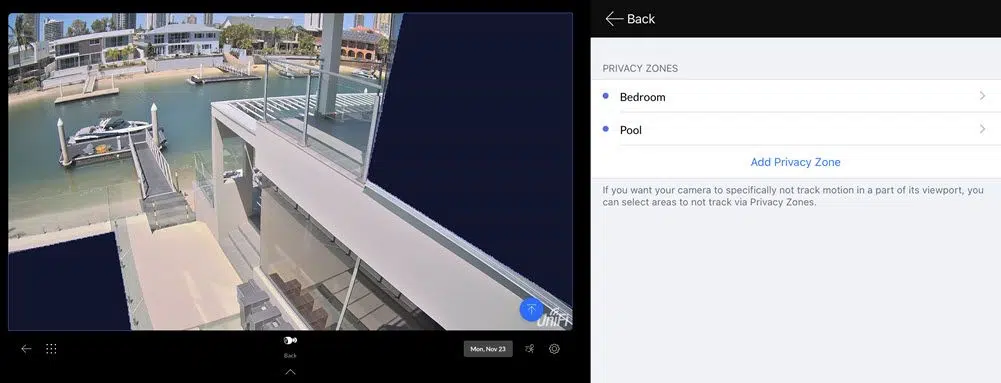 UniFi
Back
Mon, Nov 23
Back
PRIVACY ZONES
Bedroom
Pool
Add Privacy Zone
If you want your camera to specifically not track motion in a part of its viewport, you
can select areas to not track via Privacy Zones.